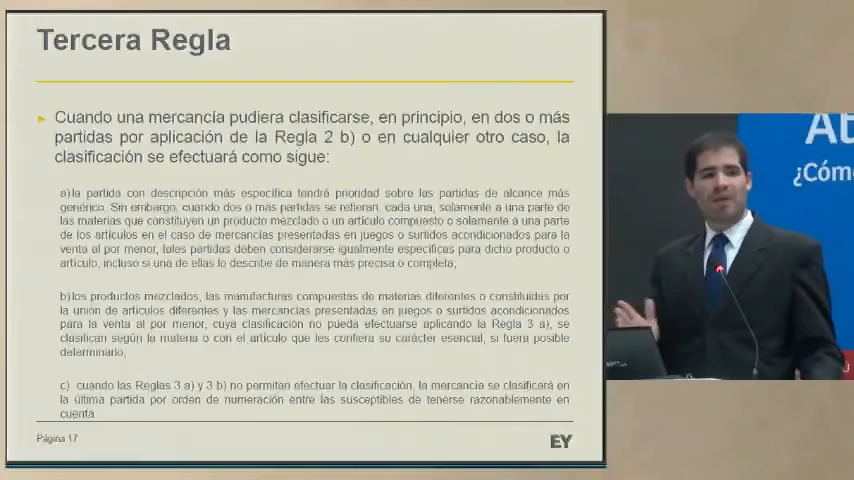 Tercera Regla
Cuando una mercancía pudiera clasificarse, en principio, en dos o más
partidas por aplicación de la Regla 2 b) o en cualquier otro caso, la
clasificación se efectuará como sigue:
a) la partida con descripción más específica tendrá prioridad sobre las partidas de alcance más
genérico. Sin embargo, cuando dos o más partidas se refieran, cada una, solamente a una parte de
las materias que constituyen un producto mezclado o un artículo compuesto o solamente a una parte
de los artículos en el caso de mercancías presentadas en juegos o surtidos acondicionados para la
venta al por menor, tales partidas deben considerarse igualmente específicas para dicho producto o
artículo, incluso si una de ellas lo describe de manera más precisa o completa;
b) los productos mezclados, las manufacturas compuestas de materias diferentes o constituidas por
la unión de artículos diferentes y las mercancías presentadas en juegos o surtidos acondicionados
para la venta al por menor, cuya clasificación no pueda efectuarse aplicando la Regla 3 a), se
clasifican según la materia o con el artículo que les confiera su carácter esencial, si fuera posible
determinarlo;
c) cuando las Reglas 3 a) y 3 b) no permitan efectuar la clasificación, la mercancía se clasificará en
la última partida por orden de numeración entre las susceptibles de tenerse razonablemente en
cuenta
Página 17
EY
At
¿Cómo